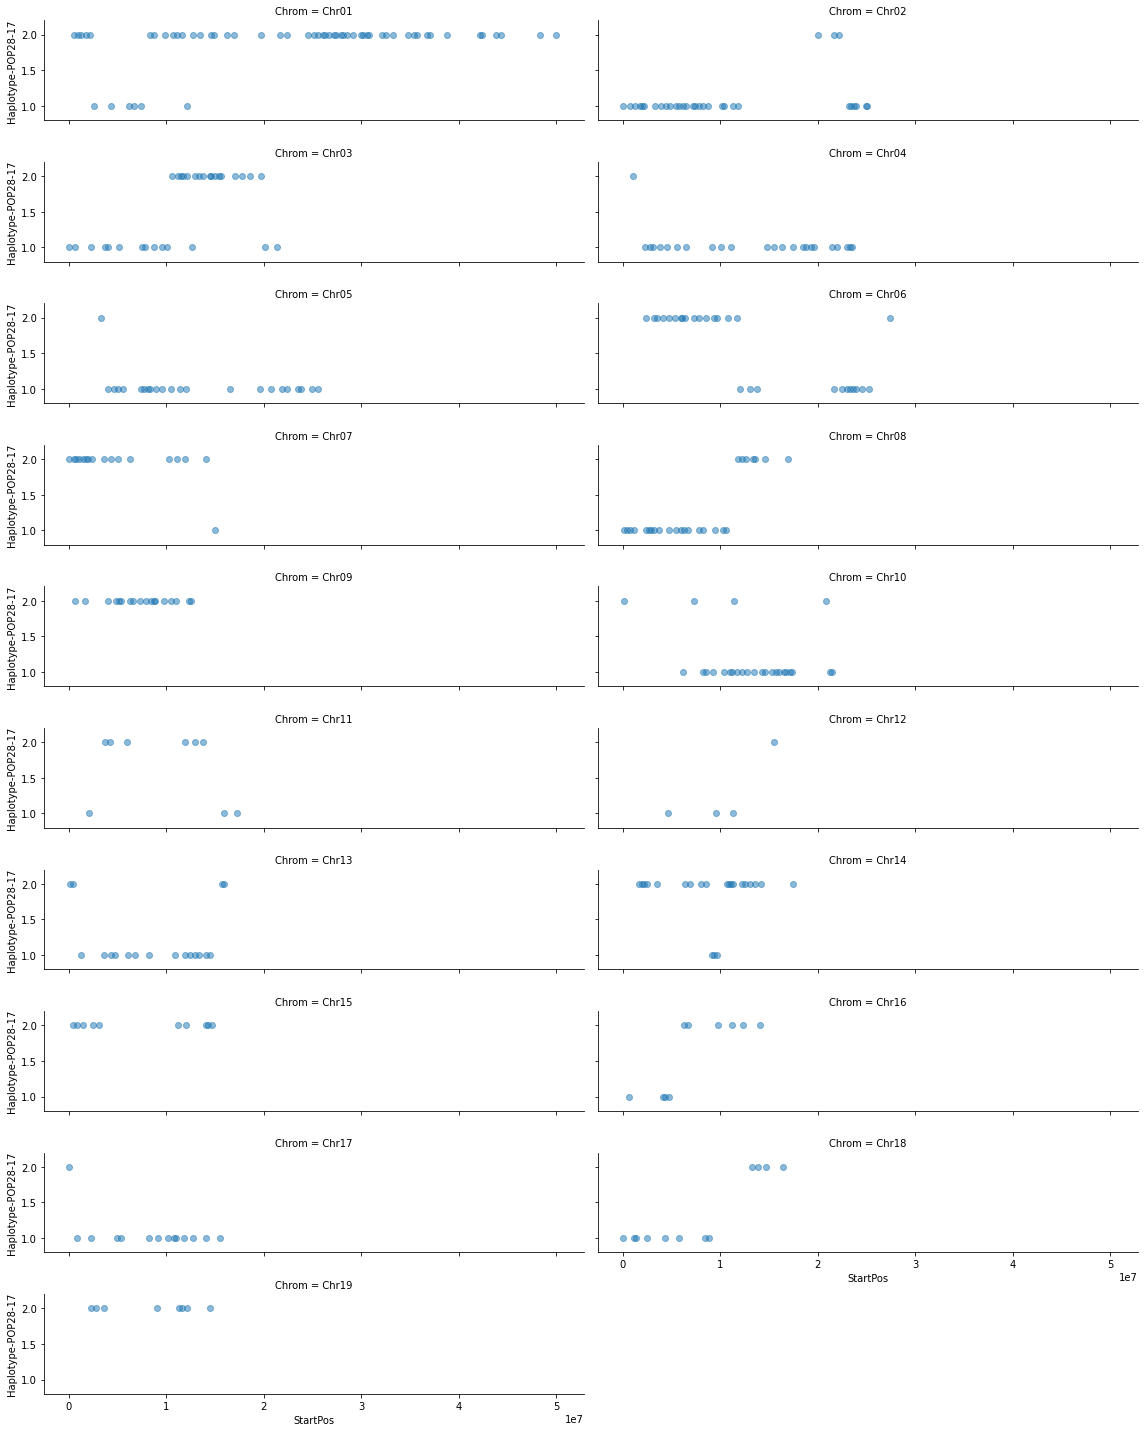 Chrom = Chr01
Chrom = Chr02
Haplotype-POP28-17
2.0
1.5
1.0
Chrom = Chr03
Chrom = Chr04
Haplotype-POP28-17
2.0
1.5
1.0
Chrom = Chr05
Chrom = Chr06
Haplotype-POP28-17
2.0
1.5
1.0
Chrom = Chr07
Chrom = Chr08
Haplotype-POP28-17
2.0
1.5
1.0
Chrom = Chr09
Chrom = Chr10
Haplotype-POP28-17
2.0
1.5
1.0
Chrom = Chr11
Chrom = Chr12
Haplotype-POP28-17
2.0
1.5
1.0
Chrom = Chr13
Chrom = Chr14
Haplotype-POP28-17
2.0
1.5
1.0
Chrom = Chr15
Chrom = Chr16
Haplotype-POP28-17
2.0
1.5
1.0
Chrom = Chr17
Chrom = Chr18
Haplotype-POP28-17
2.0
1.5
1.0
0 1 2 3 4 5
StartPos
1e7
Chrom = Chr19
Haplotype-POP28-17
2.0
1.5
1.0
0 1 2 3 4 5
StartPos
1e7